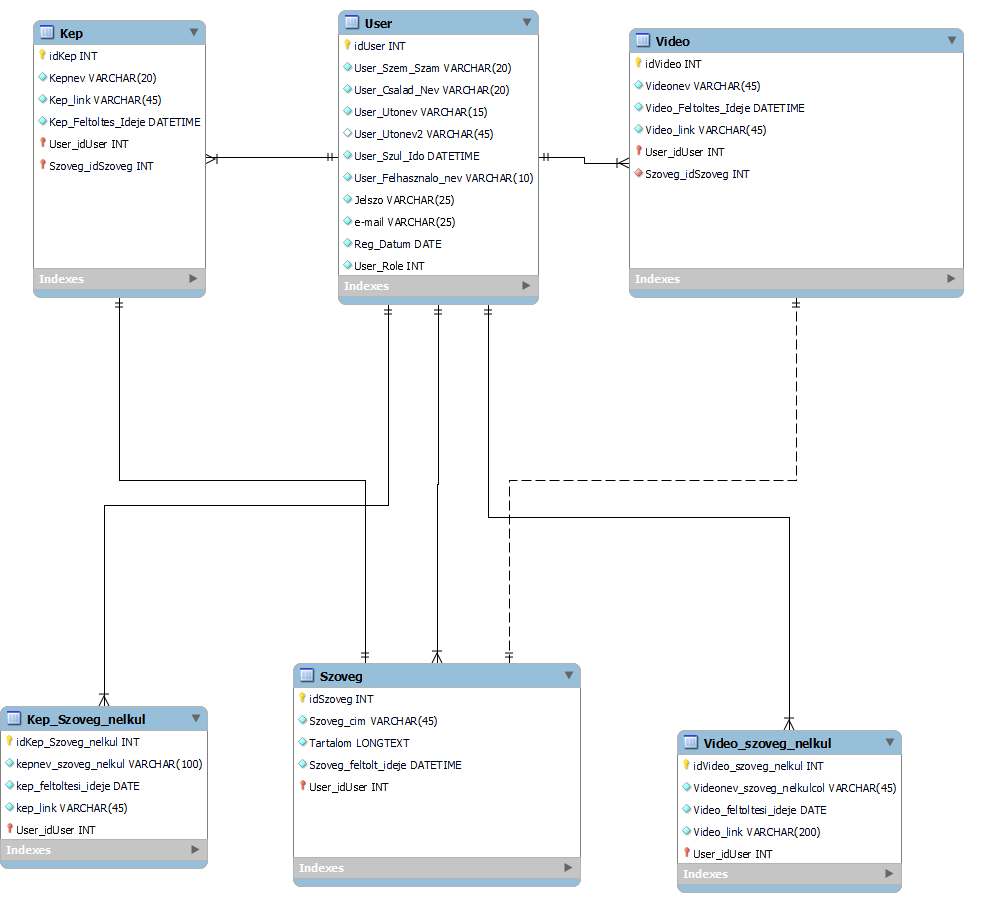 Kep
idKep INT
Kepnev VARCHAR(20)
Kep_link VARCHAR(45)
Kep_Feltoltes_Ideje DATETIME
User_idUser INT
Szoveg_idSzoveg INT
Indexes
User
idUser INT
User_Szem_Szam VARCHAR(20)
User_Csalad_Nev VARCHAR(20)
User_Utonev VARCHAR(15)
User_Utonev2 VARCHAR(45)
User_Szul_Ido DATETIME
User_Felhasznalo_nev VARCHAR(10)
Jelszo VARCHAR(25)
e-mail VARCHAR(25)
Reg_Datum DATE
User_Role INT
Indexes
Video
idVideo INT
Videonev VARCHAR(45)
Video_Feltoltes_Ideje DATETIME
Video_link VARCHAR(45)
User_idUser INT
Szoveg_idSzoveg INT
Indexes
Kep_Szoveg_nelkul
idKep_Szoveg_nelkul INT
kepnev_szoveg_nelkul VARCHAR(100)
kep_feltoltesi_ideje DATE
kep_link VARCHAR(45)
User_idUser INT
Indexes
Szoveg
idSzoveg INT
Szoveg_cim VARCHAR(45)
Tartalom LONGTEXT
Szoveg_feltolt_ideje DATETIME
User_idUser INT
Indexes
Video_szoveg_nelkul
idVideo_szoveg_nelkul INT
Videonev_szoveg_nelkulcol VARCHAR(45)
Video_feltoltesi_ideje DATE
Video_link VARCHAR(200)
User_idUser INT
Indexes